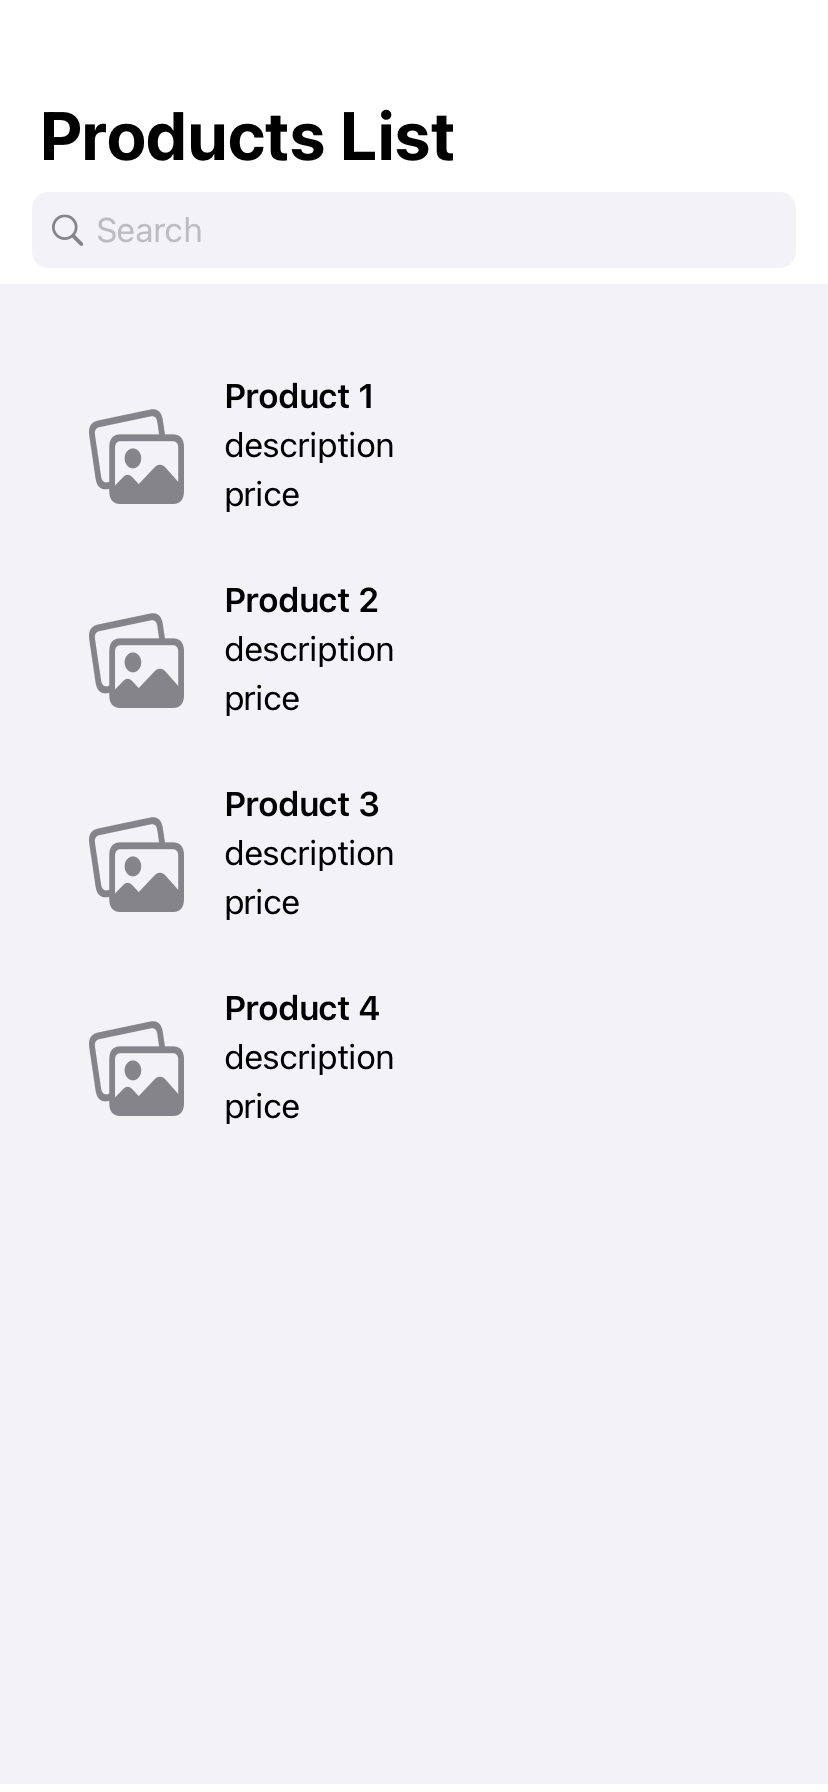 Products List
Search
Product 1
description
price
Product 2
description
price
Product 3
description
price
Product 4
description
price